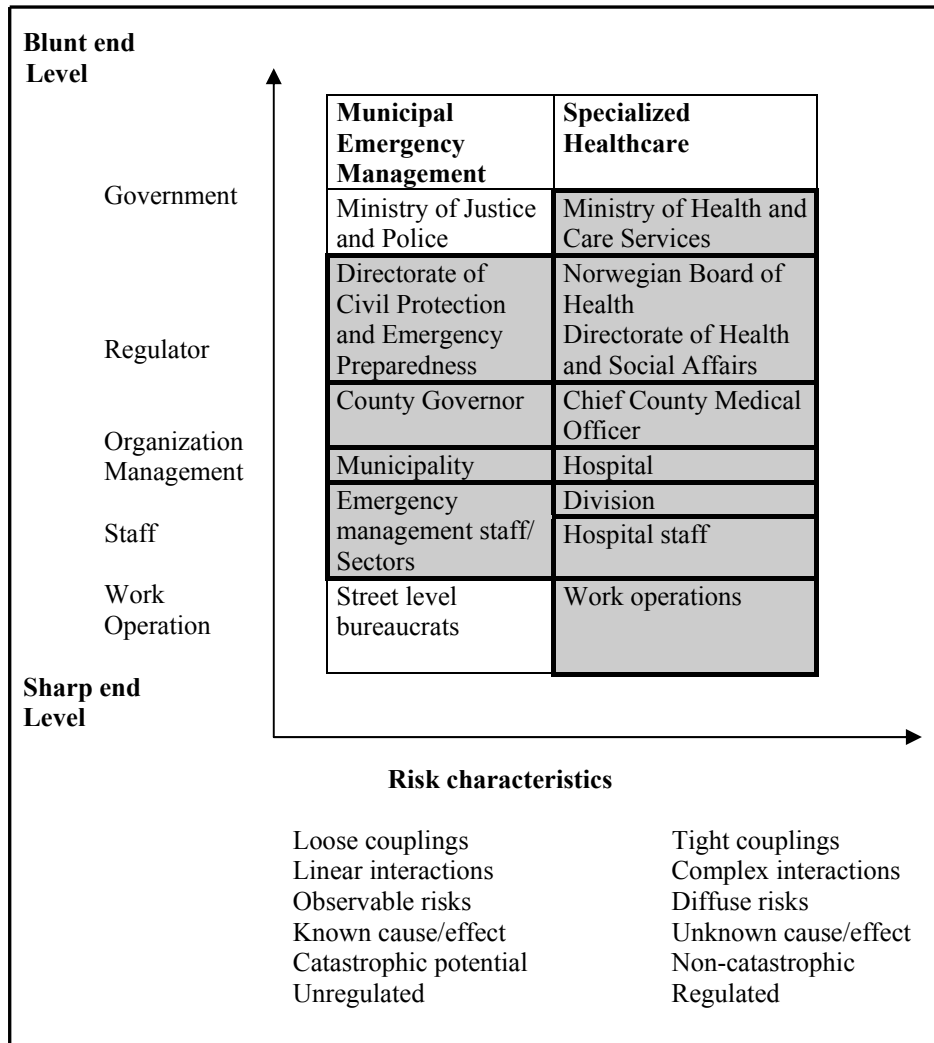 Blunt end
Level
Municipal
Emergency
Management
Specialized
Healthcare
Government
Ministry of Justice
and Police
Ministry of Health and
Care Services
Regulator
Directorate of
Civil Protection
and Emergency
Preparedness
Norwegian Board of
Health
Directorate of Health
and Social Affairs
County Governor
Chief County Medical
Officer
Organization
Management
Municipality
Hospital
Staff
Emergency
management staff/
Sectors
Division
Hospital staff
Work
Operation
Street level
bureaucrats
Work operations
Sharp end
Level
Risk characteristics
Loose couplings
Linear interactions
Observable risks
Known cause/effect
Catastrophic potential
Unregulated
Tight couplings
Complex interactions
Diffuse risks
Unknown cause/effect
Non-catastrophic
Regulated